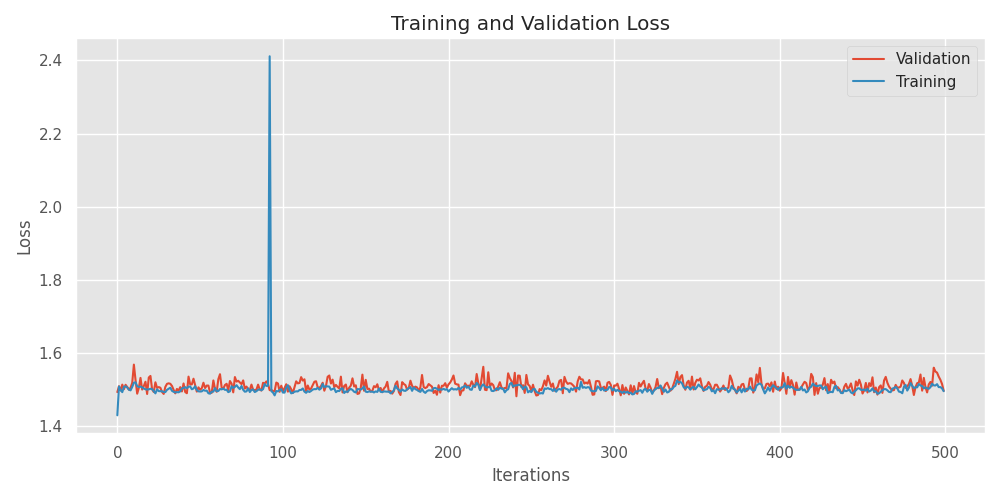 Training and Validation Loss
Validation
Training
2.4
2.2
2.0
1.8
1.6
1.4
Loss
0
100
200
300
400
500
Iterations